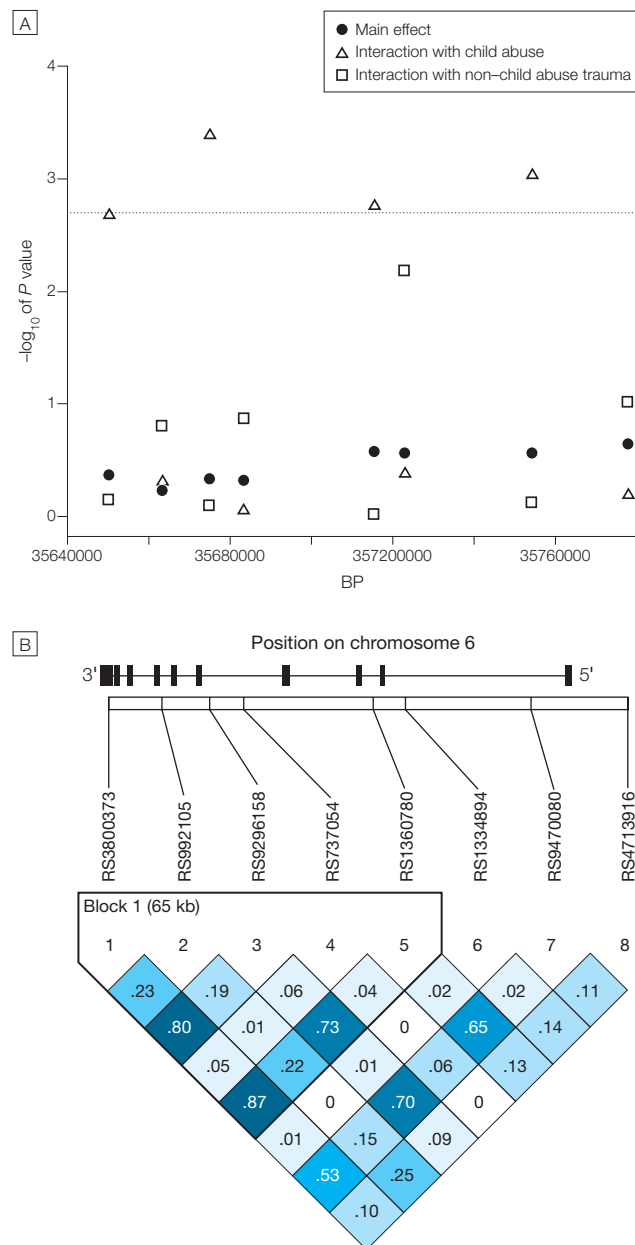 A
Main effect
Interaction with child abuse
Interaction with non–child abuse trauma
4
3
2
1
0
–log10 of P value
35640000 35680000 357200000 35760000
BP
B
Position on chromosome 6
3' 5'
RS3800373
RS992105
RS9296158
RS737054
RS1360780
RS1334894
RS9470080
RS4713916
Block 1 (65 kb)
1 2 3 4 5 6 7 8
.23 .19 .06 .04 .02 .02 .11
.80 .01 .73 0 .65 .14
.05 .22 .01 .06 .13
.87 0 .70 0
.01 .15 .09
.53 .25
.10